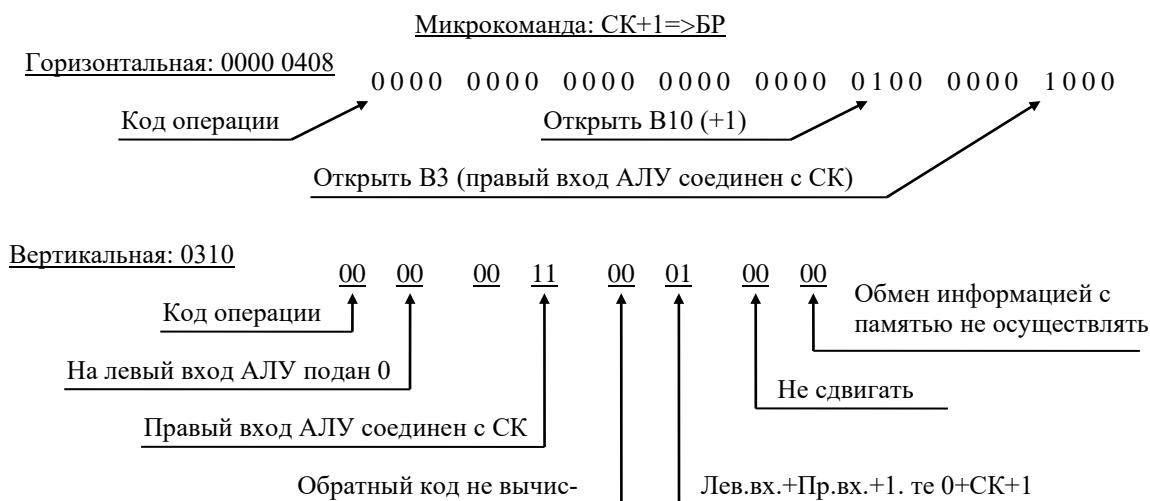 Микрокоманда: СК+1=>БР
Горизонтальная: 0000 0408
0000 0000 0000 0000 0000 0100 0000 1000
Код операции
Открыть В10 (+1)
Открыть В3 (правый вход АЛУ соединен с СК)
Вертикальная: 0310
00 00 00 11 00 01 00 00
Обмен информацией с
памятью не осуществлять
Код операции
На левый вход АЛУ подан 0
Не сдвигать
Правый вход АЛУ соединен с СК
Обратный код не вычис-
Лев.вх.+Пр.вх.+1. те 0+СК+1